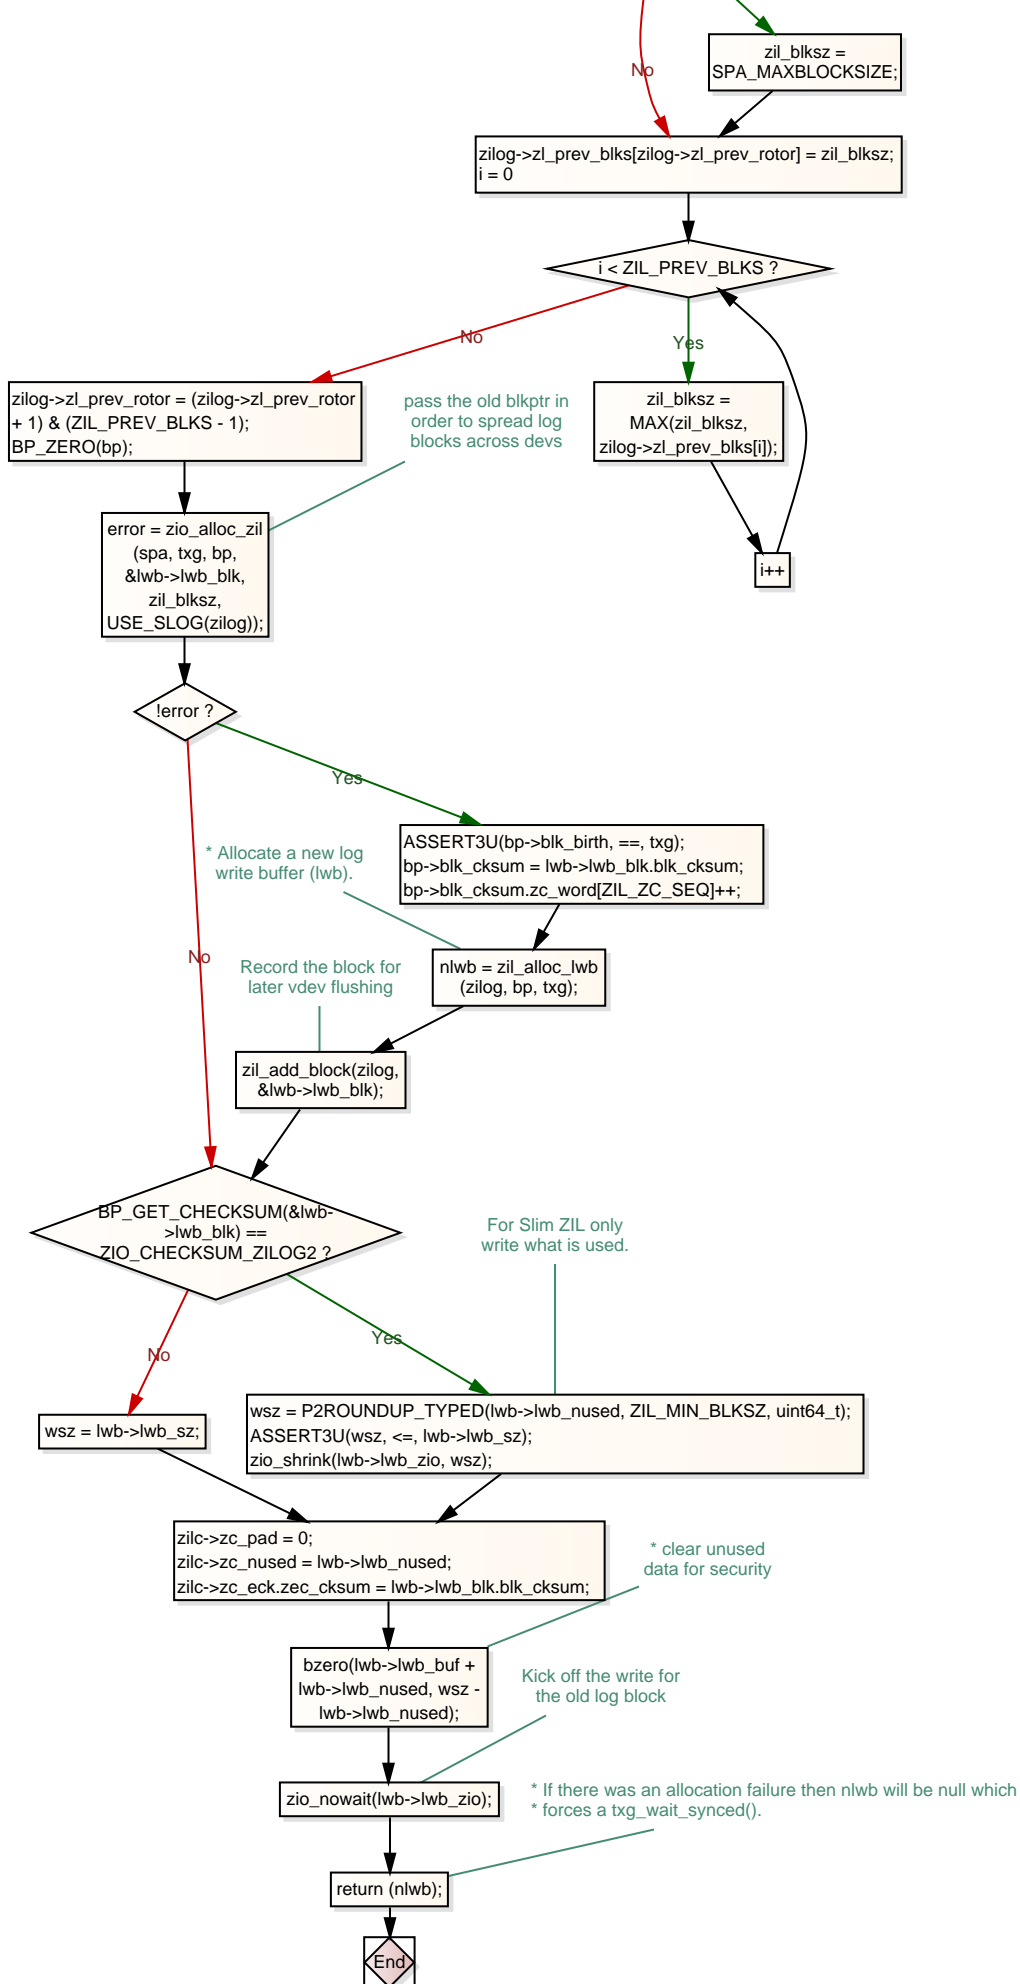 zil_blksz =
SPA_MAXBLOCKSIZE;
No
zilog->zl_prev_blks[zilog->zl_prev_rotor] = zil_blksz;
i = 0
i < ZIL_PREV_BLKS ?
No
Yes
zilog->zl_prev_rotor = (zilog->zl_prev_rotor
+ 1) & (ZIL_PREV_BLKS - 1);
BP_ZERO(bp);
pass the old blkptr in
order to spread log
blocks across devs
zil_blksz =
MAX(zil_blksz,
zilog->zl_prev_blks[i]);
error = zio_alloc_zil
(spa, txg, bp,
&lwb->lwb_blk,
zil_blksz,
USE_SLOG(zilog));
i++
!error ?
Yes
ASSERT3U(bp->blk_birth, ==, txg);
bp->blk_cksum = lwb->lwb_blk.blk_cksum;
bp->blk_cksum.zc_word[ZIL_ZC_SEQ]++;
* Allocate a new log
write buffer (lwb).
No
nlwb = zil_alloc_lwb
(zilog, bp, txg);
Record the block for
later vdev flushing
zil_add_block(zilog,
&lwb->lwb_blk);
BP_GET_CHECKSUM(&lwb-
>lwb_blk) ==
ZIO_CHECKSUM_ZILOG2 ?
For Slim ZIL only
write what is used.
No
Yes
wsz = lwb->lwb_sz;
wsz = P2ROUNDUP_TYPED(lwb->lwb_nused, ZIL_MIN_BLKSZ, uint64_t);
ASSERT3U(wsz, <=, lwb->lwb_sz);
zio_shrink(lwb->lwb_zio, wsz);
zilc->zc_pad = 0;
zilc->zc_nused = lwb->lwb_nused;
zilc->zc_eck.zec_cksum = lwb->lwb_blk.blk_cksum;
* clear unused
data for security
bzero(lwb->lwb_buf +
lwb->lwb_nused, wsz -
lwb->lwb_nused);
Kick off the write for
the old log block
zio_nowait(lwb->lwb_zio);
* If there was an allocation failure then nlwb will be null which
* forces a txg_wait_synced().
return (nlwb);
End